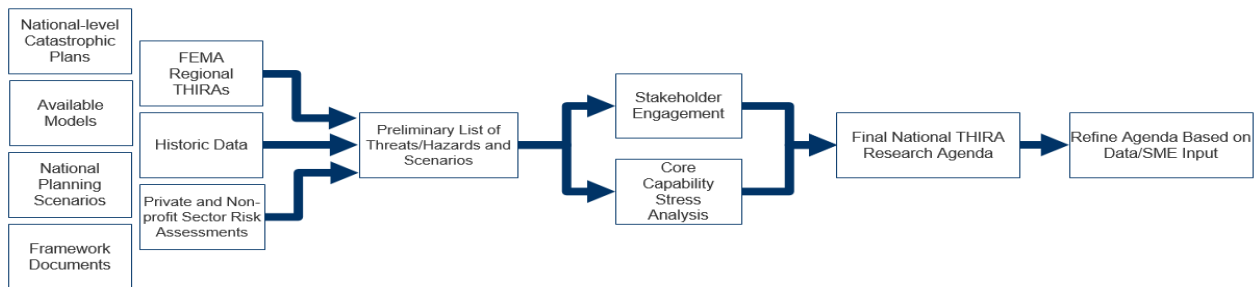 National-level
Catastrophic
Plans
Available
Models
National
Planning
Scenarios
Framework
Documents
FEMA
Regional
THIRAs
Historic Data
Private and Non-
profit Sector Risk
Assessments
Preliminary List of
Threats/Hazards and
Scenarios
Stakeholder
Engagement
Core
Capability
Stress
Analysis
Final National THIRA
Research Agenda
Refine Agenda Based on
Data/SME Input